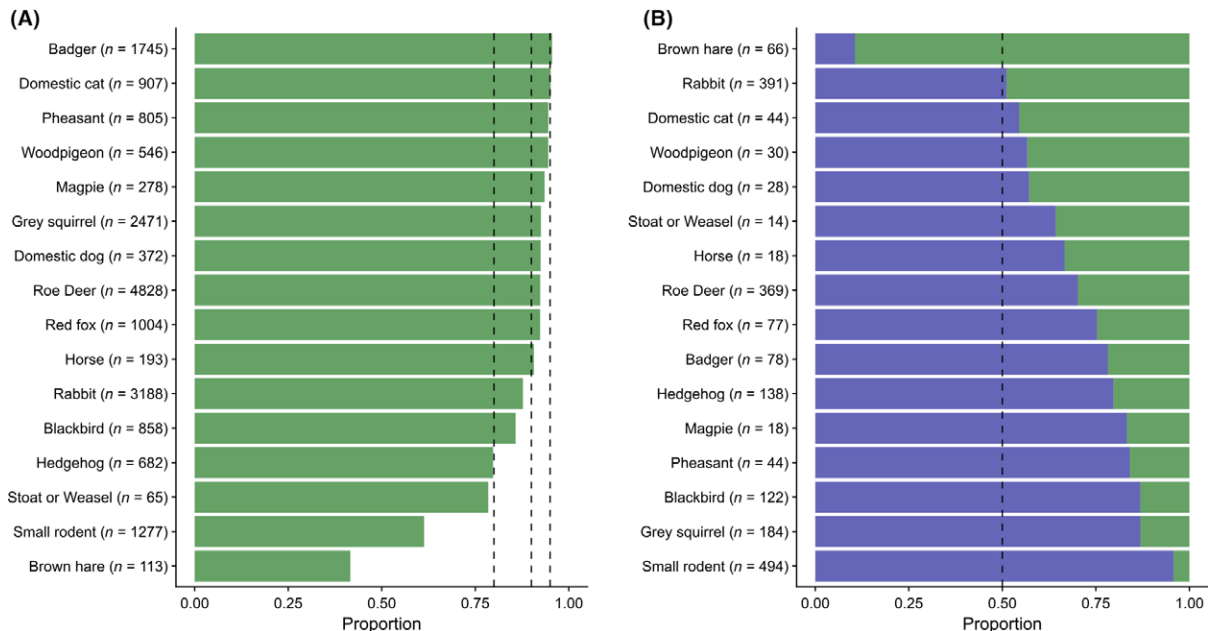 (A)
Badger (n = 1745)
Domestic cat (n = 907)
Pheasant (n = 805)
Woodpigeon (n = 546)
Magpie (n = 278)
Grey squirrel (n = 2471)
Domestic dog (n = 372)
Roe Deer (n = 4828)
Red fox (n = 1004)
Horse (n = 193)
Rabbit (n = 3188)
Blackbird (n = 858)
Hedgehog (n = 682)
Stoat or Weasel (n = 65)
Small rodent (n = 1277)
Brown hare (n = 113)
0.00 0.25 0.50 0.75 1.00
Proportion
(B)
Brown hare (n = 66)
Rabbit (n = 391)
Domestic cat (n = 44)
Woodpigeon (n = 30)
Domestic dog (n = 28)
Stoat or Weasel (n = 14)
Horse (n = 18)
Roe Deer (n = 369)
Red fox (n = 77)
Badger (n = 78)
Hedgehog (n = 138)
Magpie (n = 18)
Pheasant (n = 44)
Blackbird (n = 122)
Grey squirrel (n = 184)
Small rodent (n = 494)
0.00 0.25 0.50 0.75 1.00
Proportion